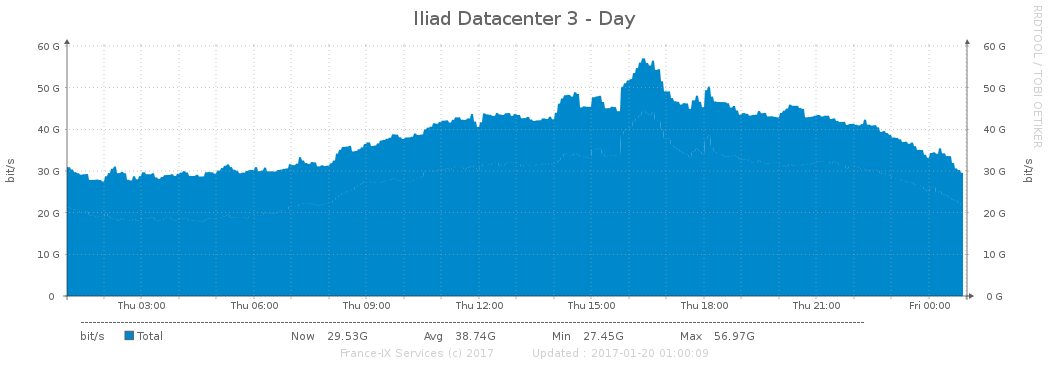 Iliad Datacenter 3 - Day
RRDTOOL / TOBI OETIKER
60 G 60 G
50 G 50 G
40 G 40 G
30 G 30 G
20 G 20 G
10 G 10 G
0 0 G
bit/s bit/s
Thu 03:00 Thu 06:00 Thu 09:00 Thu 12:00 Thu 15:00 Thu 18:00 Thu 21:00 Fri 00:00
bit/s Total Now 29.53G Avg 38.74G Min 27.45G Max 56.97G
France-IX Services (c) 2017 Updated : 2017-01-20 01:00:09